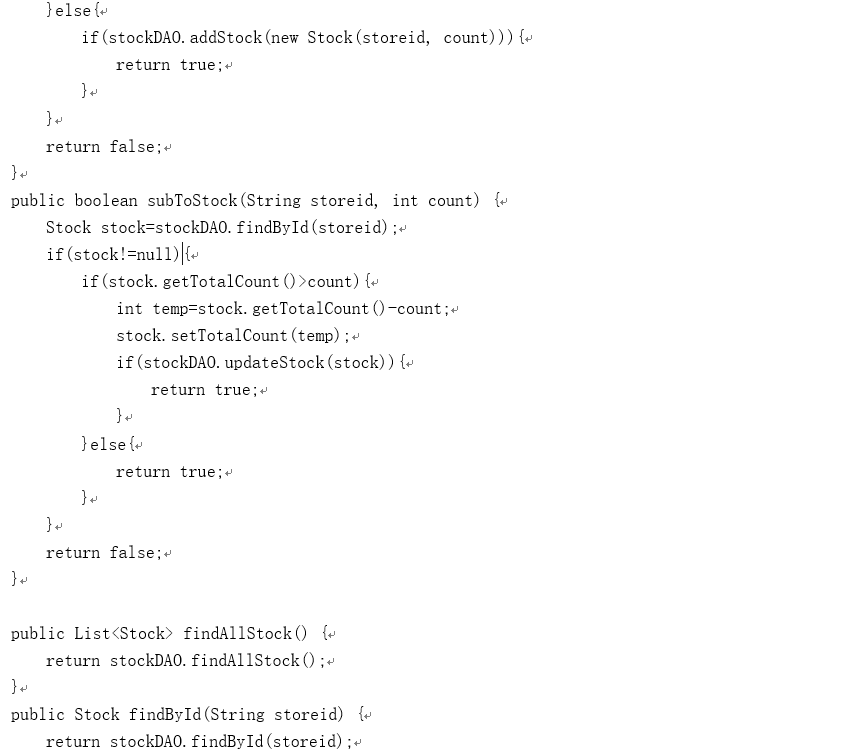 }else{↵
if(stockDAO.addStock(new Stock(storeid, count))){↵
return true;↵
}↵
}↵
return false;↵
}↵
public boolean subToStock(String storeid, int count) {↵
Stock stock=stockDAO.findById(storeid);↵
if(stock!=null){↵
if(stock.getTotalCount()>count){↵
int temp=stock.getTotalCount()-count;↵
stock.setTotalCount(temp);↵
if(stockDAO.updateStock(stock)){↵
return true;↵
}↵
}else{↵
return true;↵
}↵
}↵
return false;↵
}↵
public List<Stock> findAllStock() {↵
return stockDAO.findAllStock();↵
}↵
public Stock findById(String storeid) {↵
return stockDAO.findById(storeid);↵